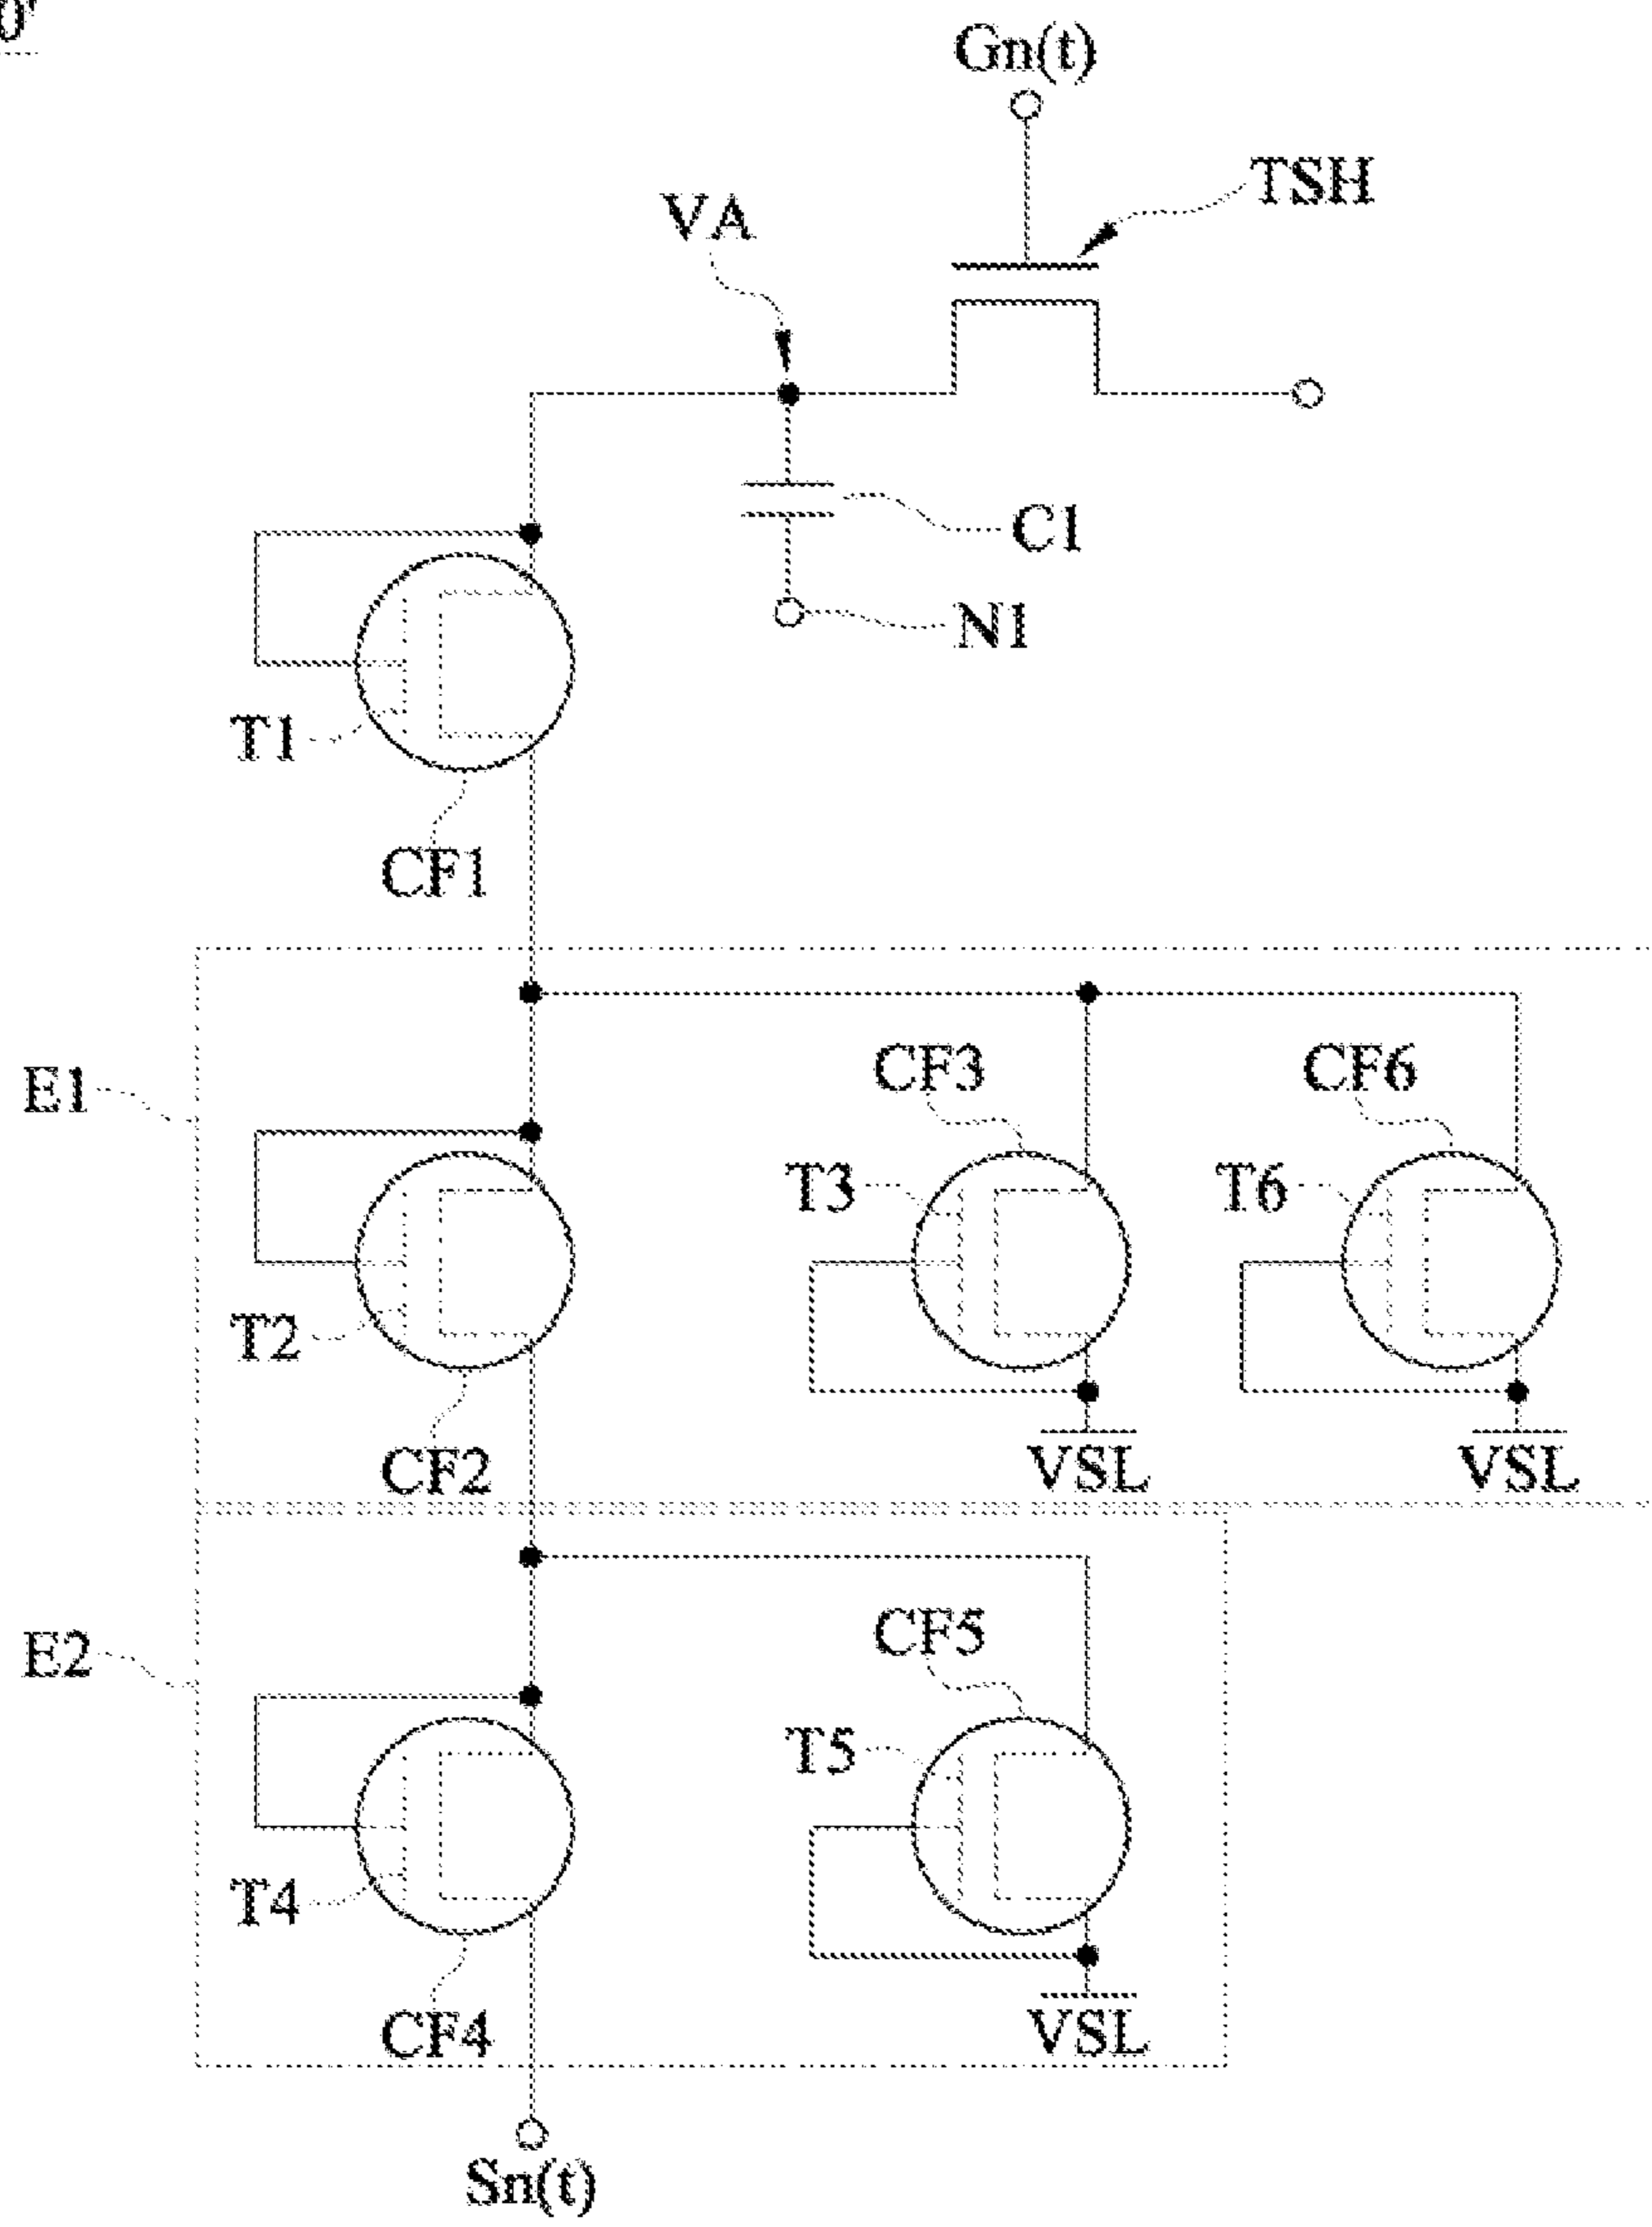 0'
Gn(t)
TSH
VA
C1
N1
T1
CF1
E1
CF3
CF6
T3
T6
T2
CF2
VSL
VSL
E2
CF5
T5
T4
CF4
VSL
Sn(t)